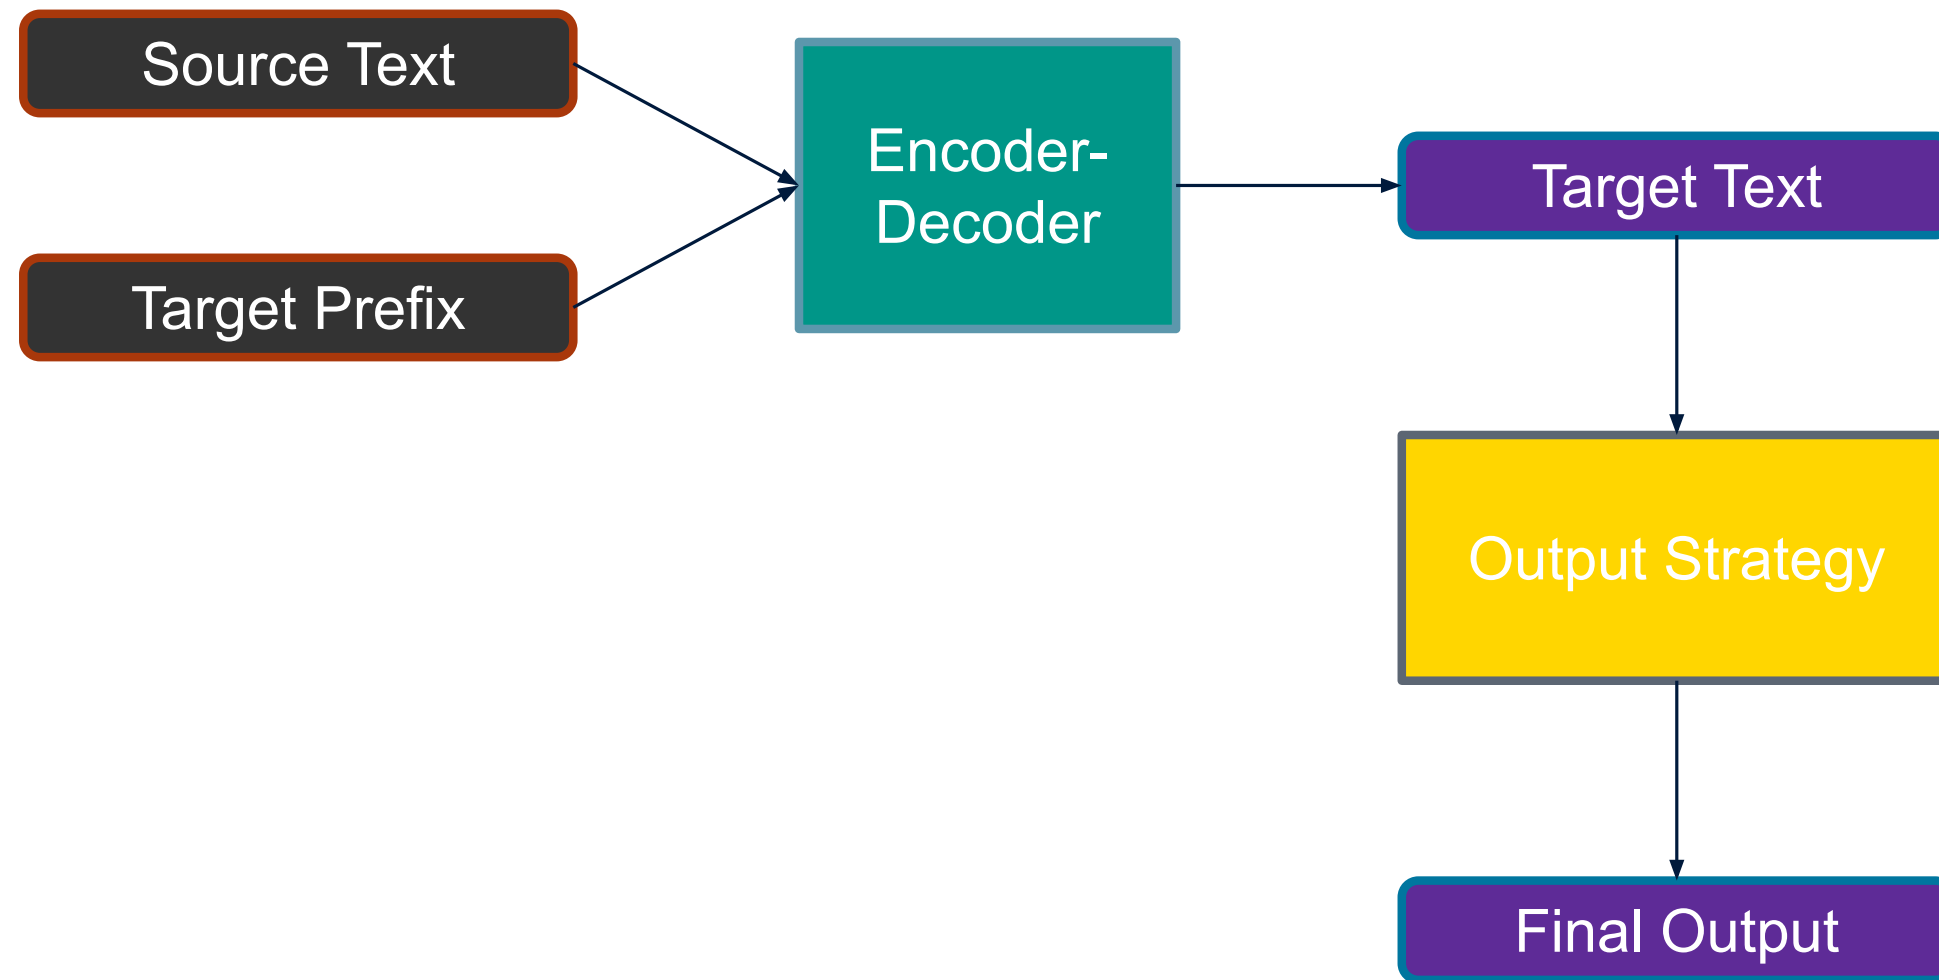 Source Text
Target Prefix
Encoder-
Decoder
Target Text
Output Strategy
Final Output